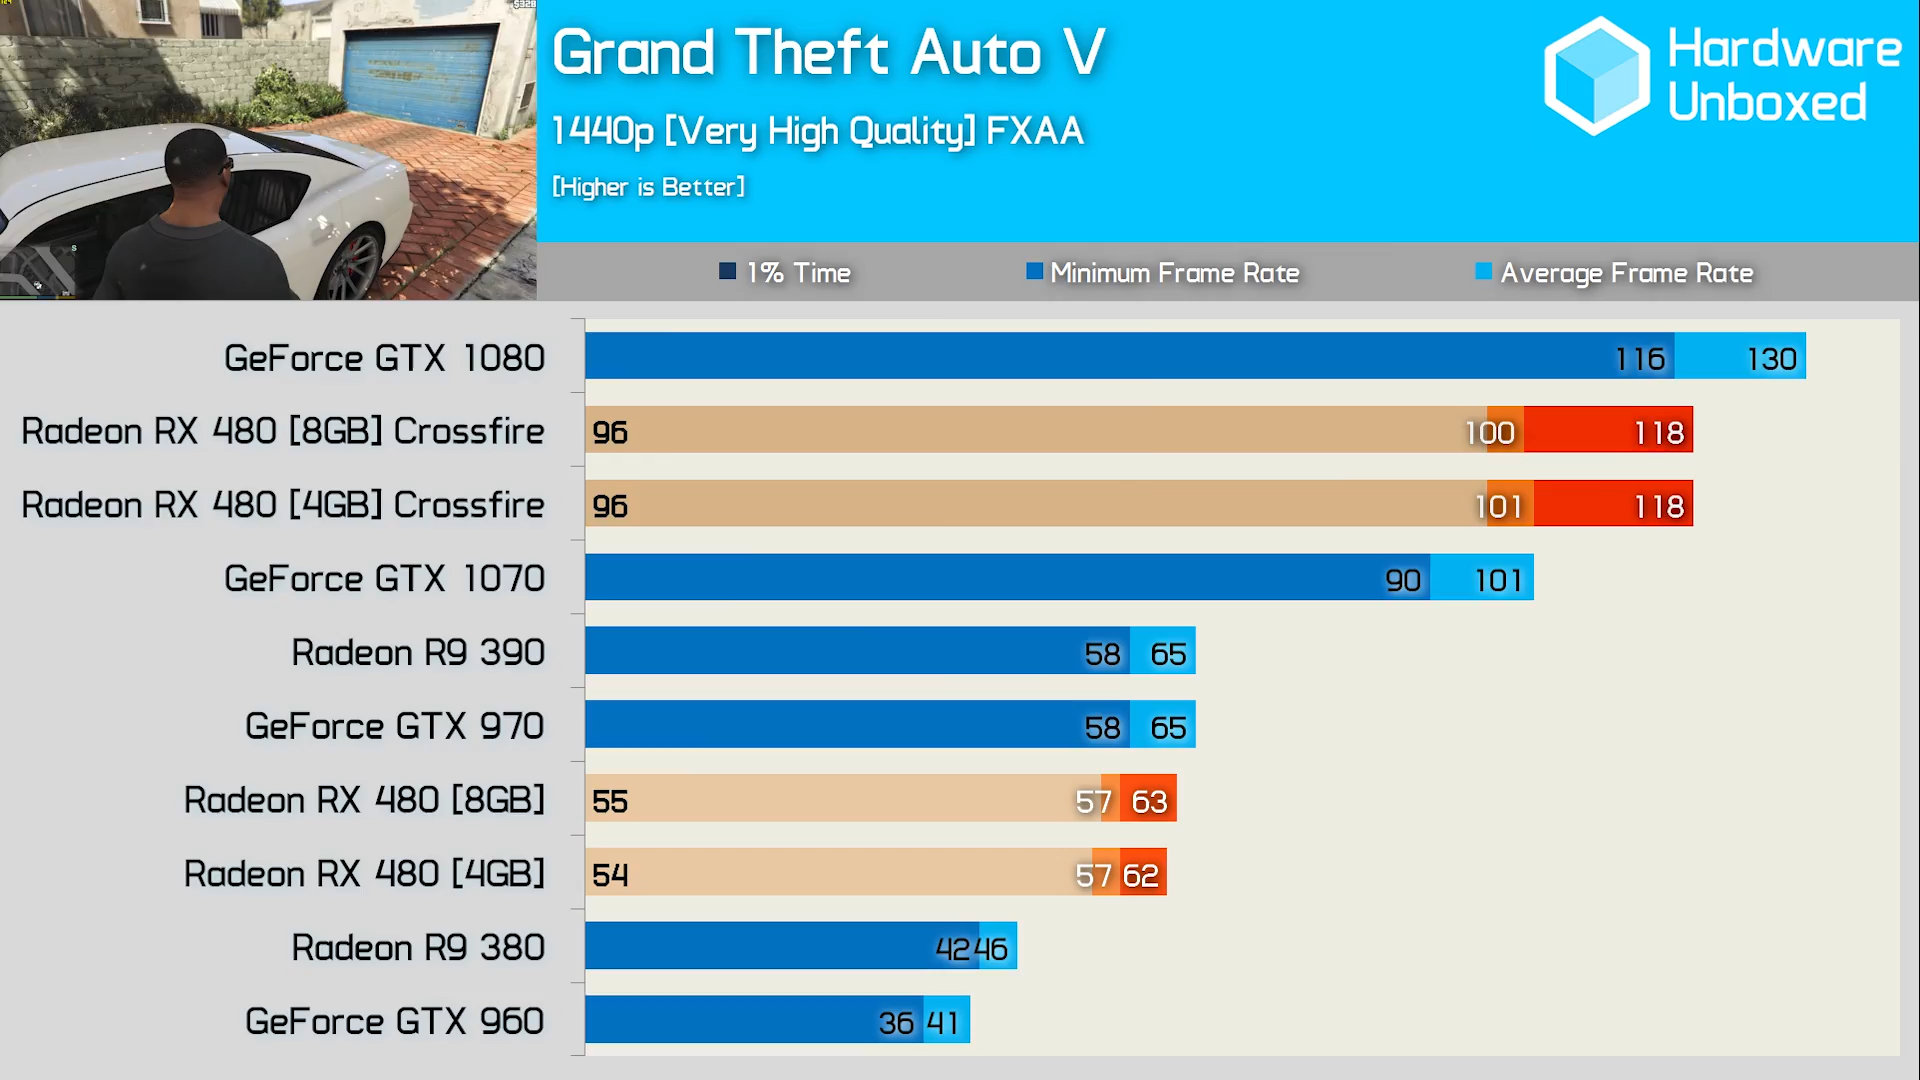 Grand Theft Auto V
1440p [Very High Quality] FXAA
[Higher is Better]
Hardware
Unboxed
1% Time
Minimum Frame Rate
Average Frame Rate
GeForce GTX 1080 116 130
Radeon RX 480 [8GB] Crossfire 96 100 118
Radeon RX 480 [4GB] Crossfire 96 101 118
GeForce GTX 1070 90 101
Radeon R9 390 58 65
GeForce GTX 970 58 65
Radeon RX 480 [8GB] 55 57 63
Radeon RX 480 [4GB] 54 57 62
Radeon R9 380 42 46
GeForce GTX 960 36 41